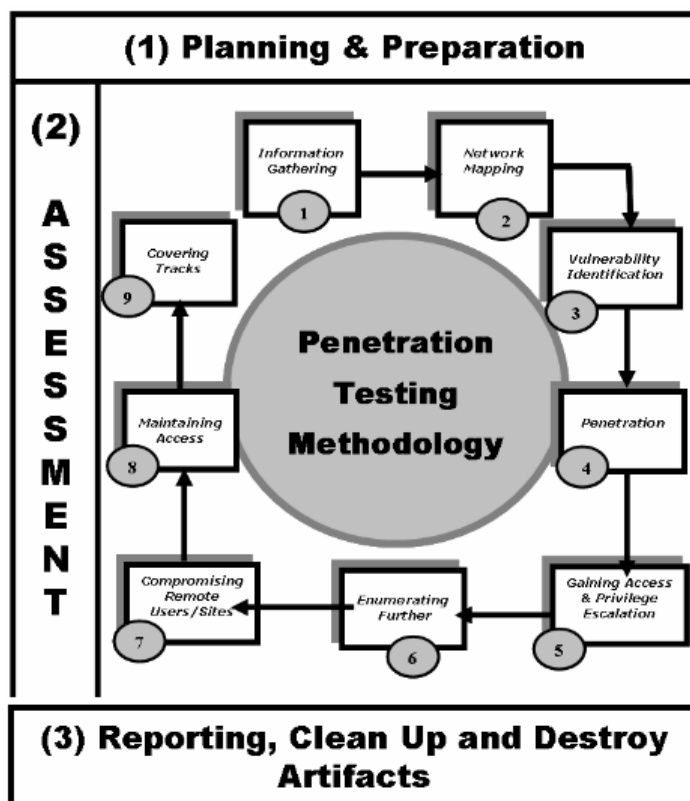 (1) Planning & Preparation
(2)
A
S
S
E
S
S
M
E
N
T
Information
Gathering
1
Network
Mapping
2
Vulnerability
Identification
3
Penetration
4
Gaining Access
& Privilege
Escalation
5
Enumerating
Further
6
Compromising
Remote
Users/Sites
7
Maintaining
Access
8
Covering
Tracks
9
Penetration
Testing
Methodology
(3) Reporting, Clean Up and Destroy
Artifacts